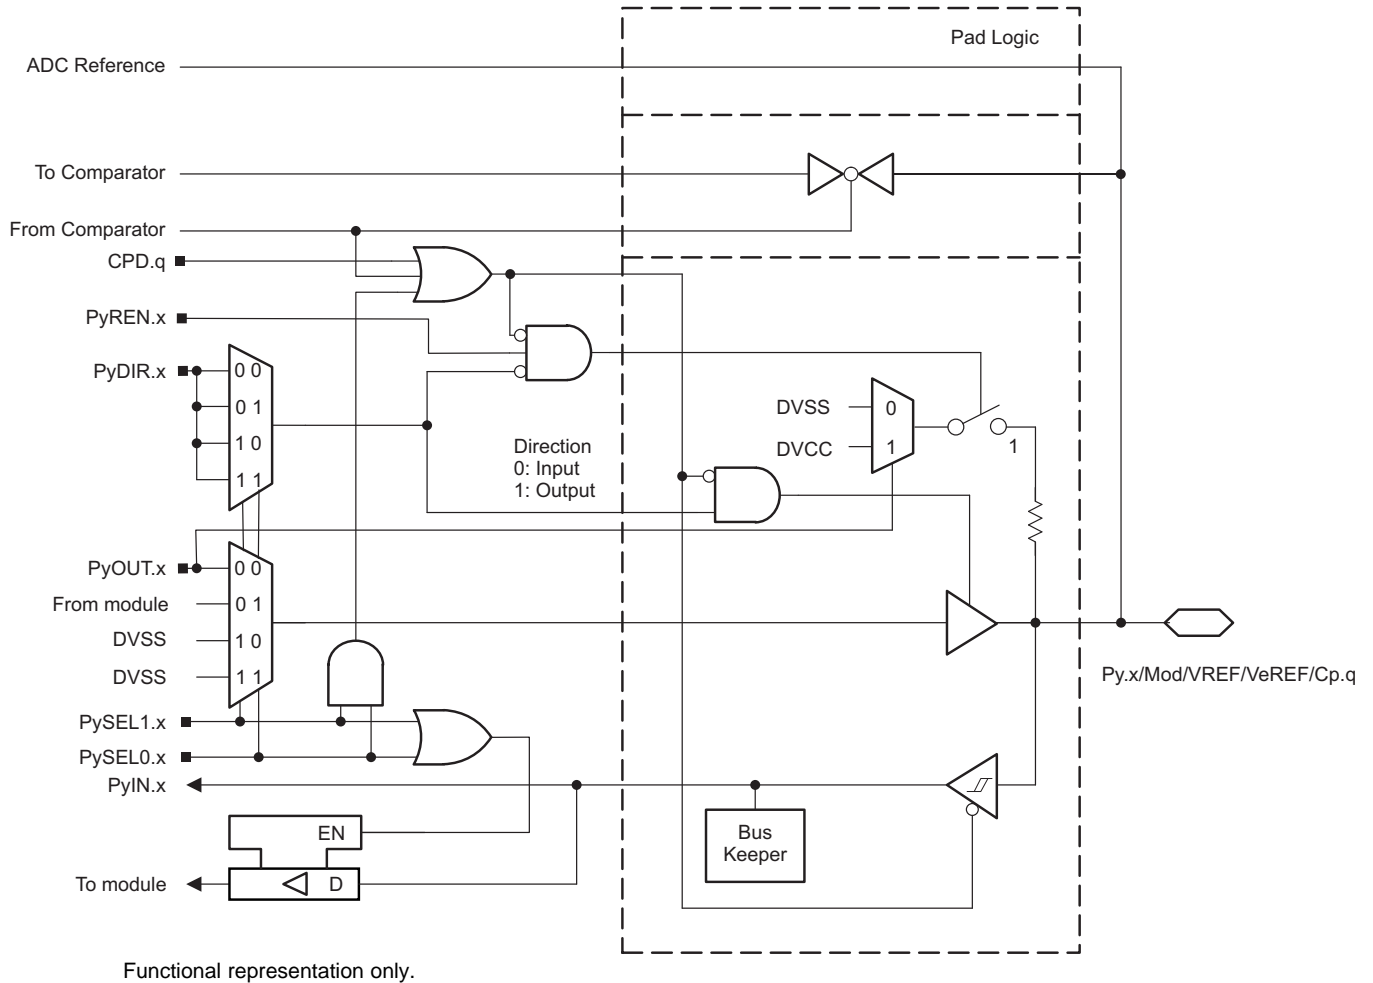 Pad Logic
ADC Reference
To Comparator
From Comparator
CPD.q
PyREN.x
PyDIR.x
0 0
0 1
1 0
1 1
Direction
0: Input
1: Output
DVSS
0
DVCC
1
1
PyOUT.x
0 0
From module
0 1
DVSS
1 0
DVSS
1 1
Py.x/Mod/VREF/VeREF/Cp.q
PySEL1.x
PySEL0.x
PyIN.x
EN
Bus
Keeper
To module
D
Functional representation only.